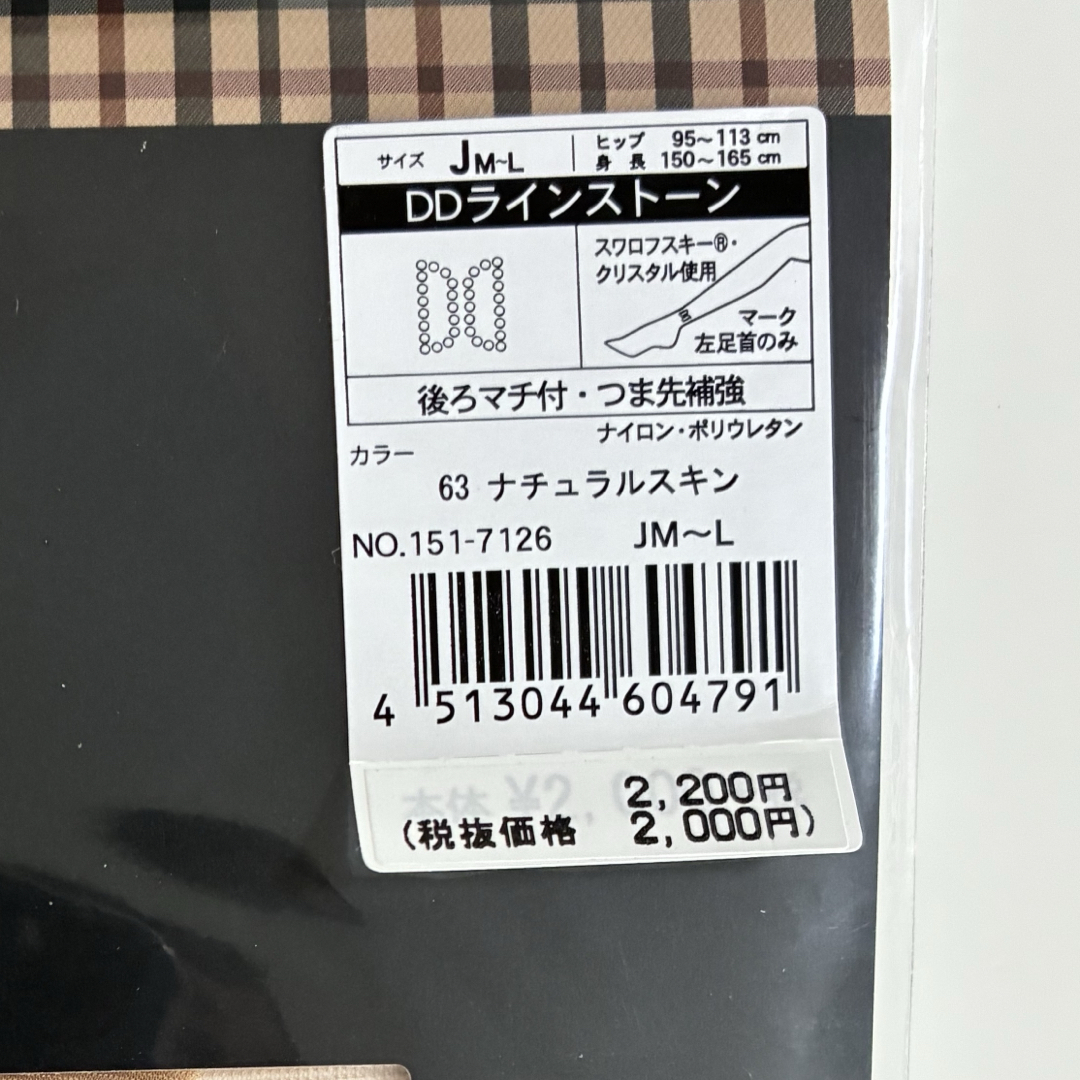 サイズ JM~L
ヒップ 95~113cm
身長 150~165cm
DDラインストーン
スワロフスキー®・
クリスタル使用
マーク
左足首のみ
後ろマチ付・つま先補強
ナイロン・ポリウレタン
カラー
63 ナチュラルスキン
NO.151-7126 JM~L
4 513044 604791
2,200円
(税抜価格 2,000円)